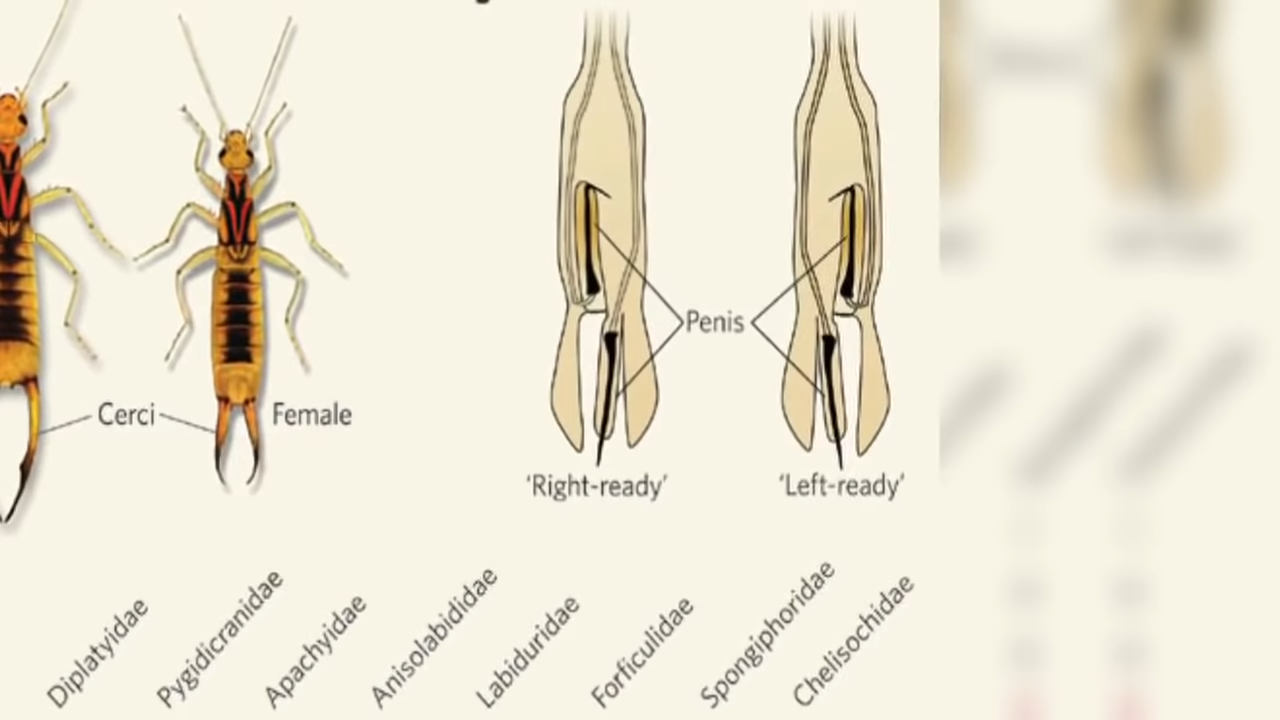 Penis
Cerci
Female
‘Right-ready’
‘Left-ready’
Diplatyidae
Pygidicranidae
Apachyidae
Anisolabididae
Labiduridae
Forficulidae
Spongiphoridae
Chelisochidae